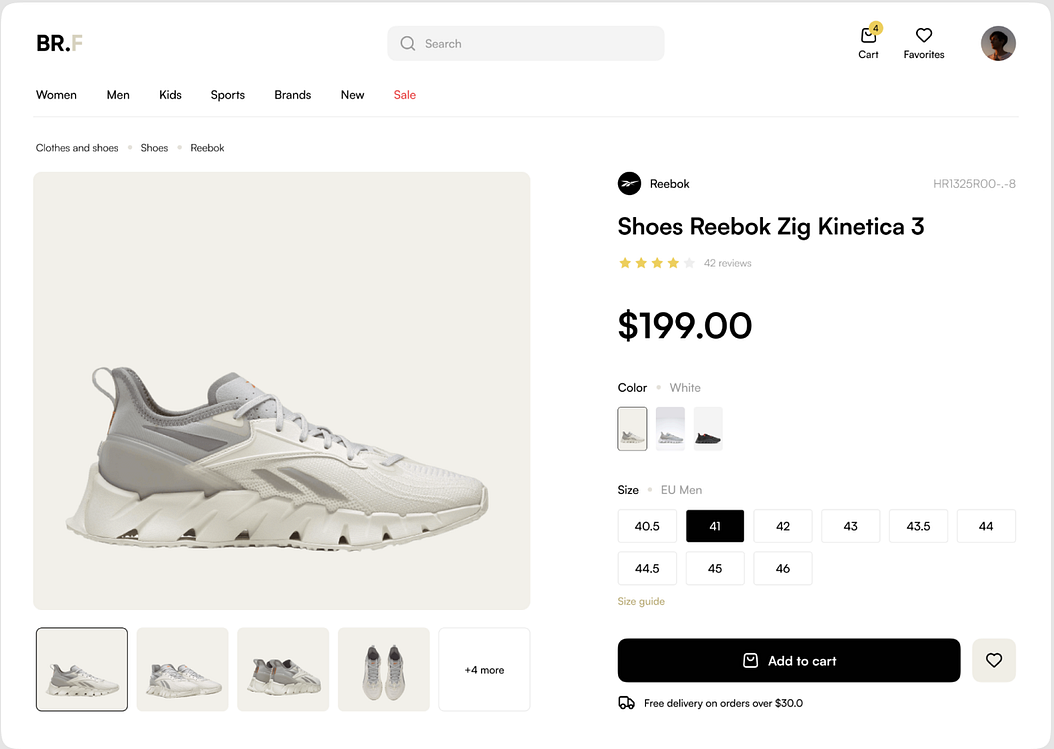 BR.F
Search
4
Cart
Favorites
Women Men Kids Sports Brands New Sale
Clothes and shoes Shoes Reebok
Reebok
HR1325R00-.-8
Shoes Reebok Zig Kinetica 3
42 reviews
$199.00
Color White
Size EU Men
40.5 41 42 43 43.5 44
44.5 45 46
Size guide
+4 more
Add to cart
Free delivery on orders over $30.0